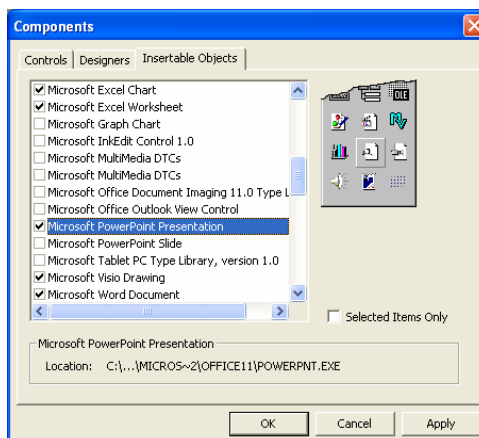 Components
Controls Designers Insertable Objects
Microsoft Excel Chart
Microsoft Excel Worksheet
Microsoft Graph Chart
Microsoft InkEdit Control 1.0
Microsoft MultiMedia DTCs
Microsoft MultiMedia DTCs
Microsoft Office Document Imaging 11.0 Type L
Microsoft Office Outlook View Control
Microsoft PowerPoint Presentation
Microsoft PowerPoint Slide
Microsoft Tablet PC Type Library, version 1.0
Microsoft Visio Drawing
Microsoft Word Document
OLE
Selected Items Only
Microsoft PowerPoint Presentation
Location: C:\...\MICROS~2\OFFICE11\POWERPNT.EXE
OK Cancel Apply